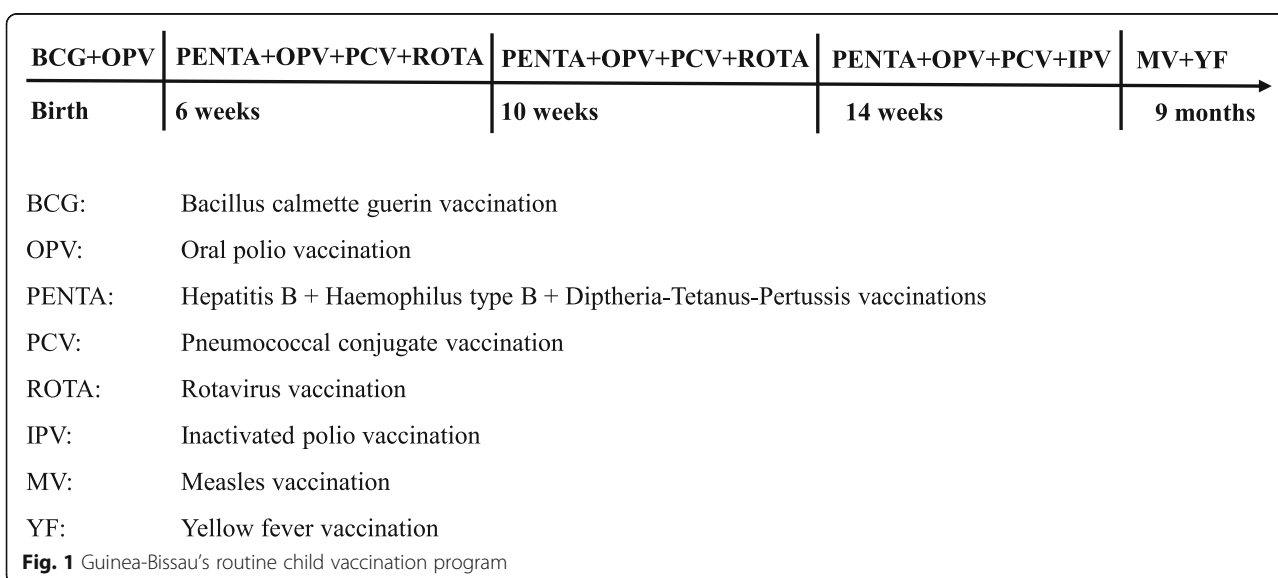 BCG+OPV PENTA+OPV+PCV+ROTA PENTA+OPV+PCV+ROTA PENTA+OPV+PCV+IPV MV+YF
Birth 6 weeks 10 weeks 14 weeks 9 months
BCG: Bacillus calmette guerin vaccination
OPV: Oral polio vaccination
PENTA: Hepatitis B + Haemophilus type B + Diptheria-Tetanus-Pertussis vaccinations
PCV: Pneumococcal conjugate vaccination
ROTA: Rotavirus vaccination
IPV: Inactivated polio vaccination
MV: Measles vaccination
YF: Yellow fever vaccination
Fig. 1 Guinea-Bissau's routine child vaccination program